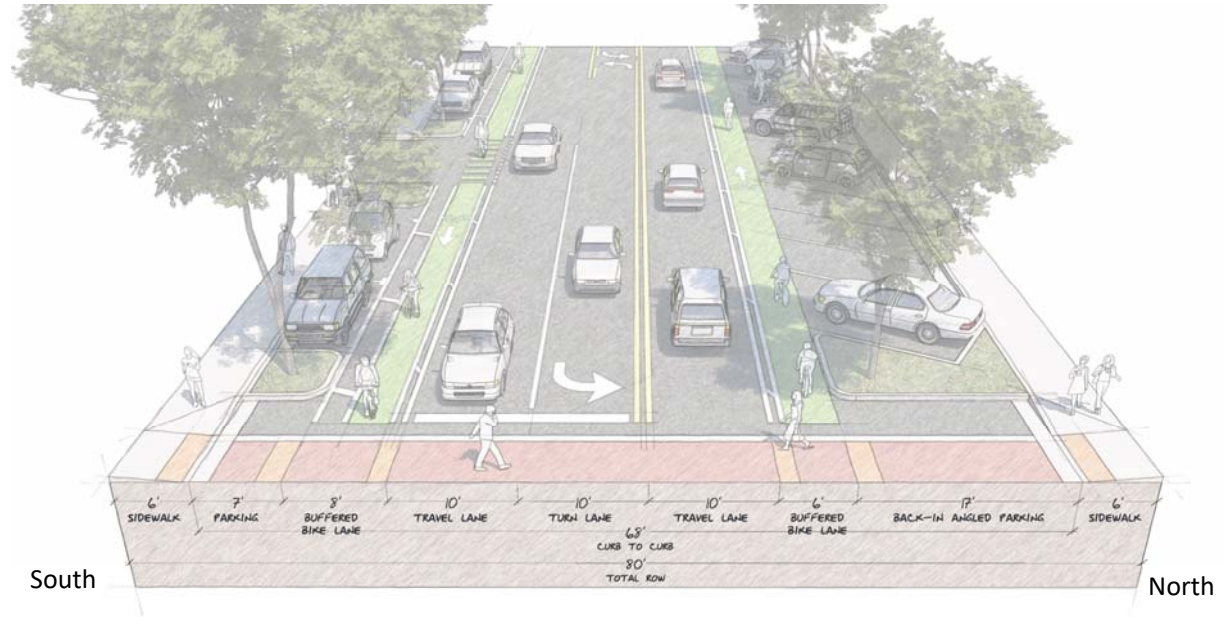 6'
SIDEWALK
7'
PARKING
8'
BUFFERED
BIKE LANE
10'
TRAVEL LANE
10'
TURN LANE
10'
TRAVEL LANE
6'
BUFFERED
BIKE LANE
17'
BACK-IN ANGLED PARKING
6'
SIDEWALK
68'
CURB TO CURB
80'
TOTAL ROW
South
North